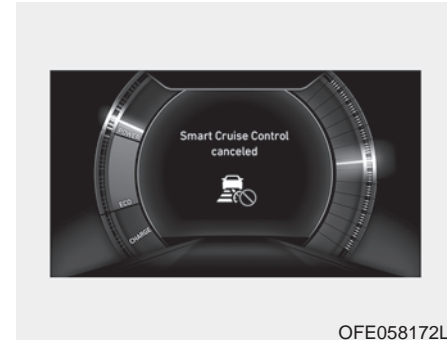 Smart Cruise Control
canceled
POWER
ECO
CHARGE
OFE058172L